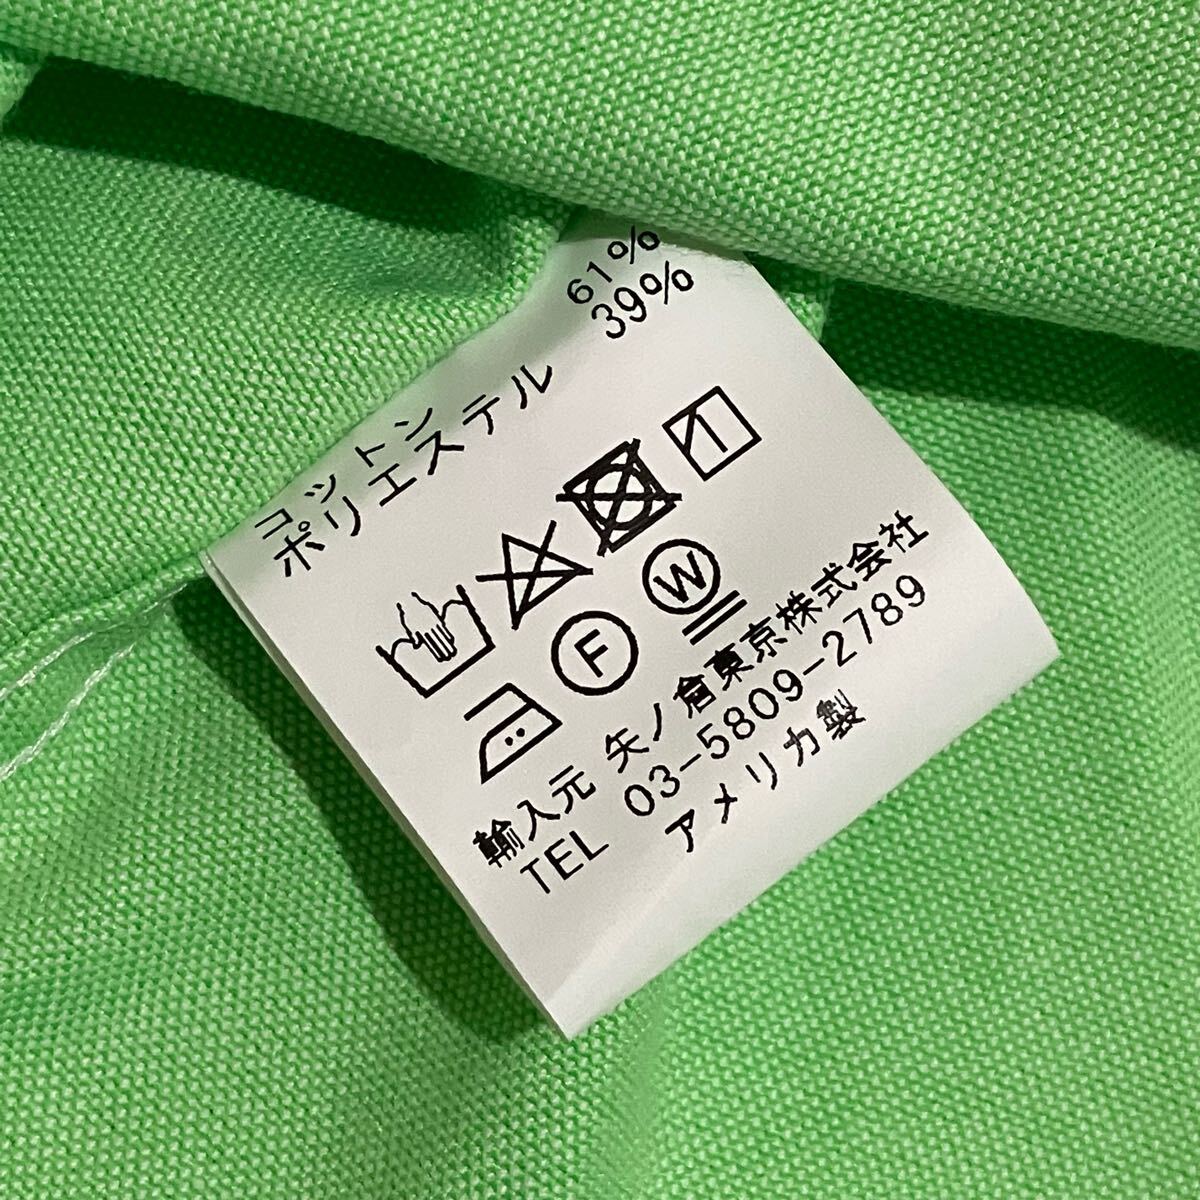 コットン 61%
ポリエステル 39%
F W
輸入元 矢ノ倉東京株式会社
TEL 03-5809-2789
アメリカ製